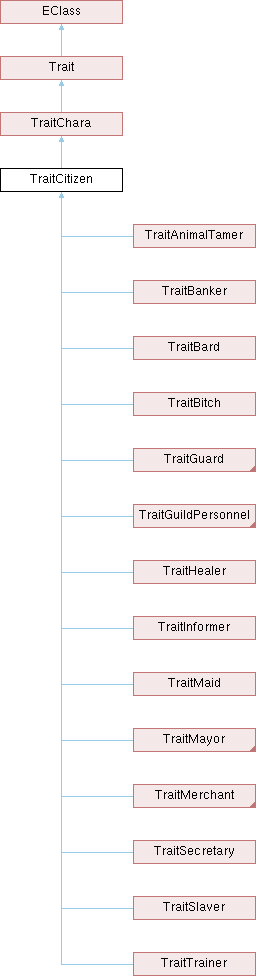 EClass
Trait
TraitChara
TraitCitizen
TraitAnimalTamer
TraitBanker
TraitBard
TraitBitch
TraitGuard
TraitGuildPersonnel
TraitHealer
TraitInformer
TraitMaid
TraitMayor
TraitMerchant
TraitSecretary
TraitSlaver
TraitTrainer